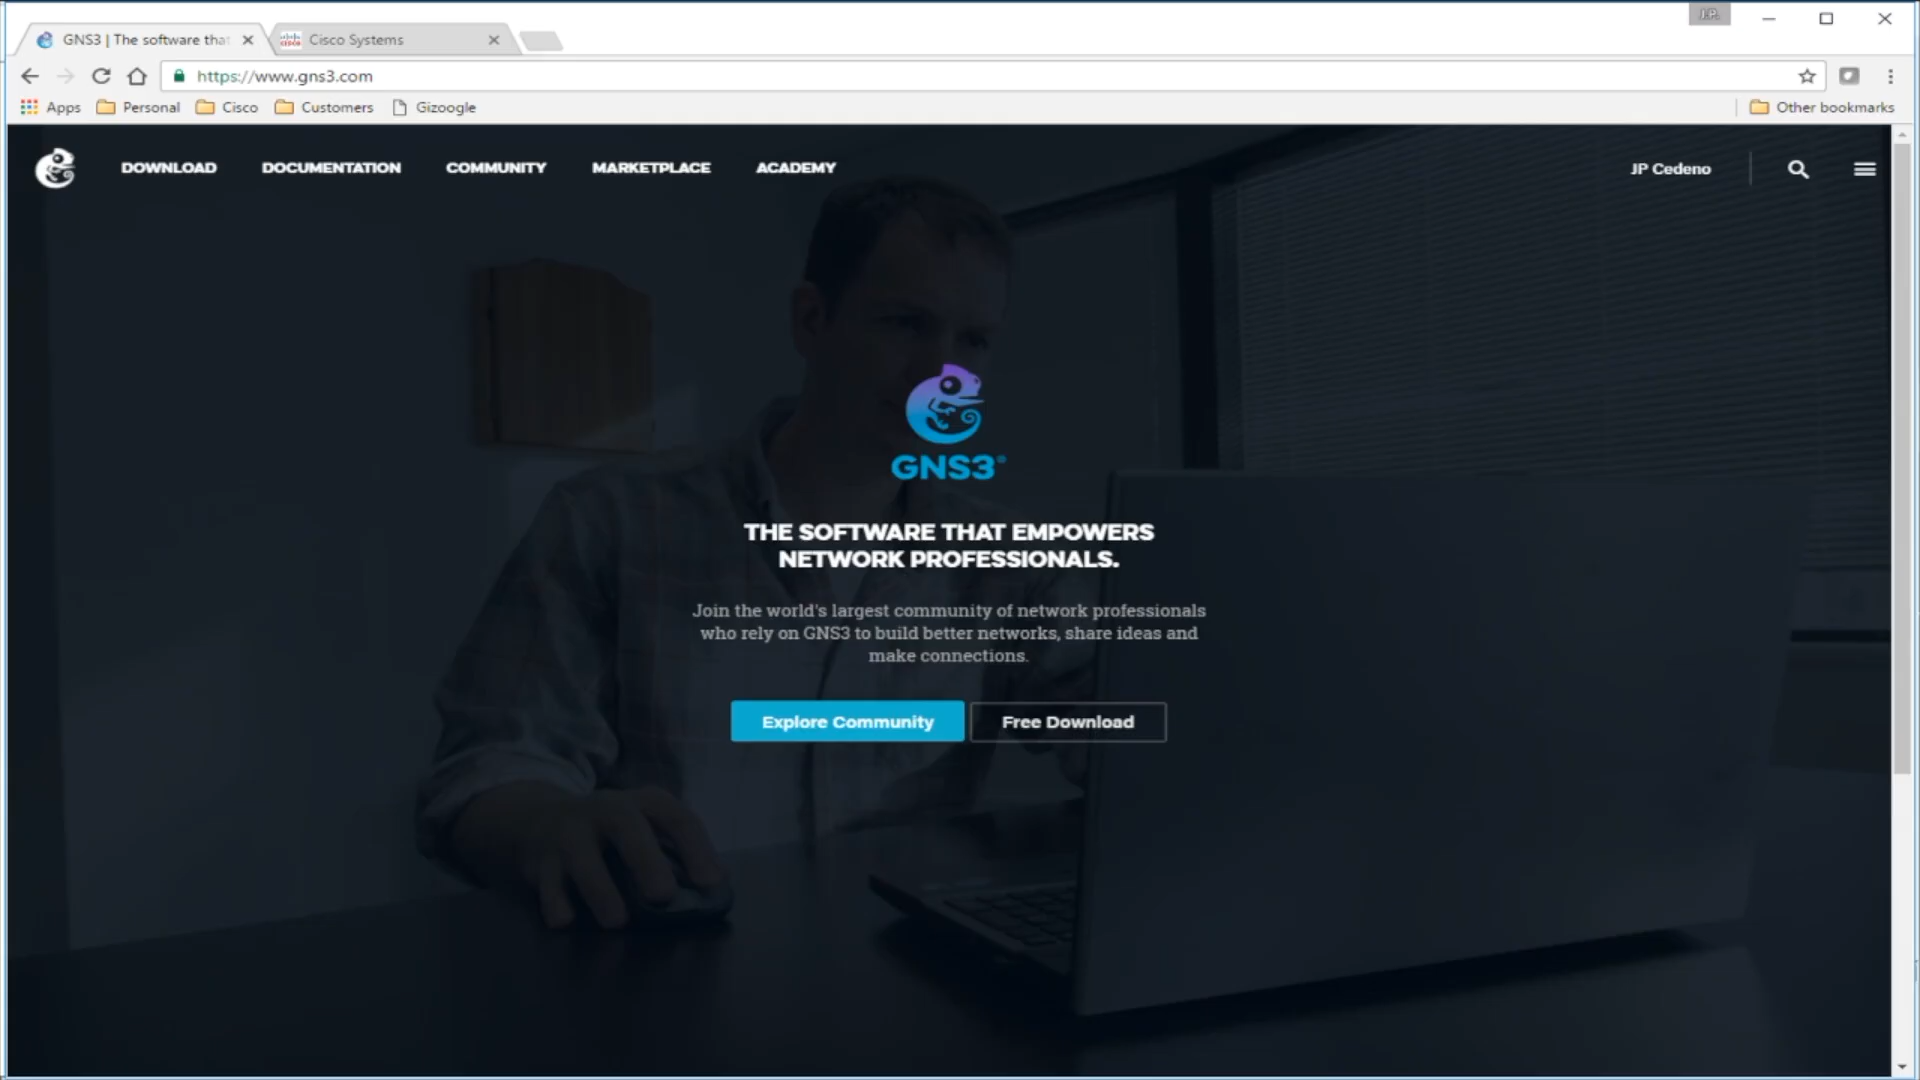 J.P.
GNS3 | The software that
Cisco Systems
https://www.gns3.com
Apps
Personal
Cisco
Customers
Gizoogle
Other bookmarks
DOWNLOAD
DOCUMENTATION
COMMUNITY
MARKETPLACE
ACADEMY
JP Cedeno
GNS3®
THE SOFTWARE THAT EMPOWERS
NETWORK PROFESSIONALS.
Join the world's largest community of network professionals
who rely on GNS3 to build better networks, share ideas and
make connections.
Explore Community
Free Download